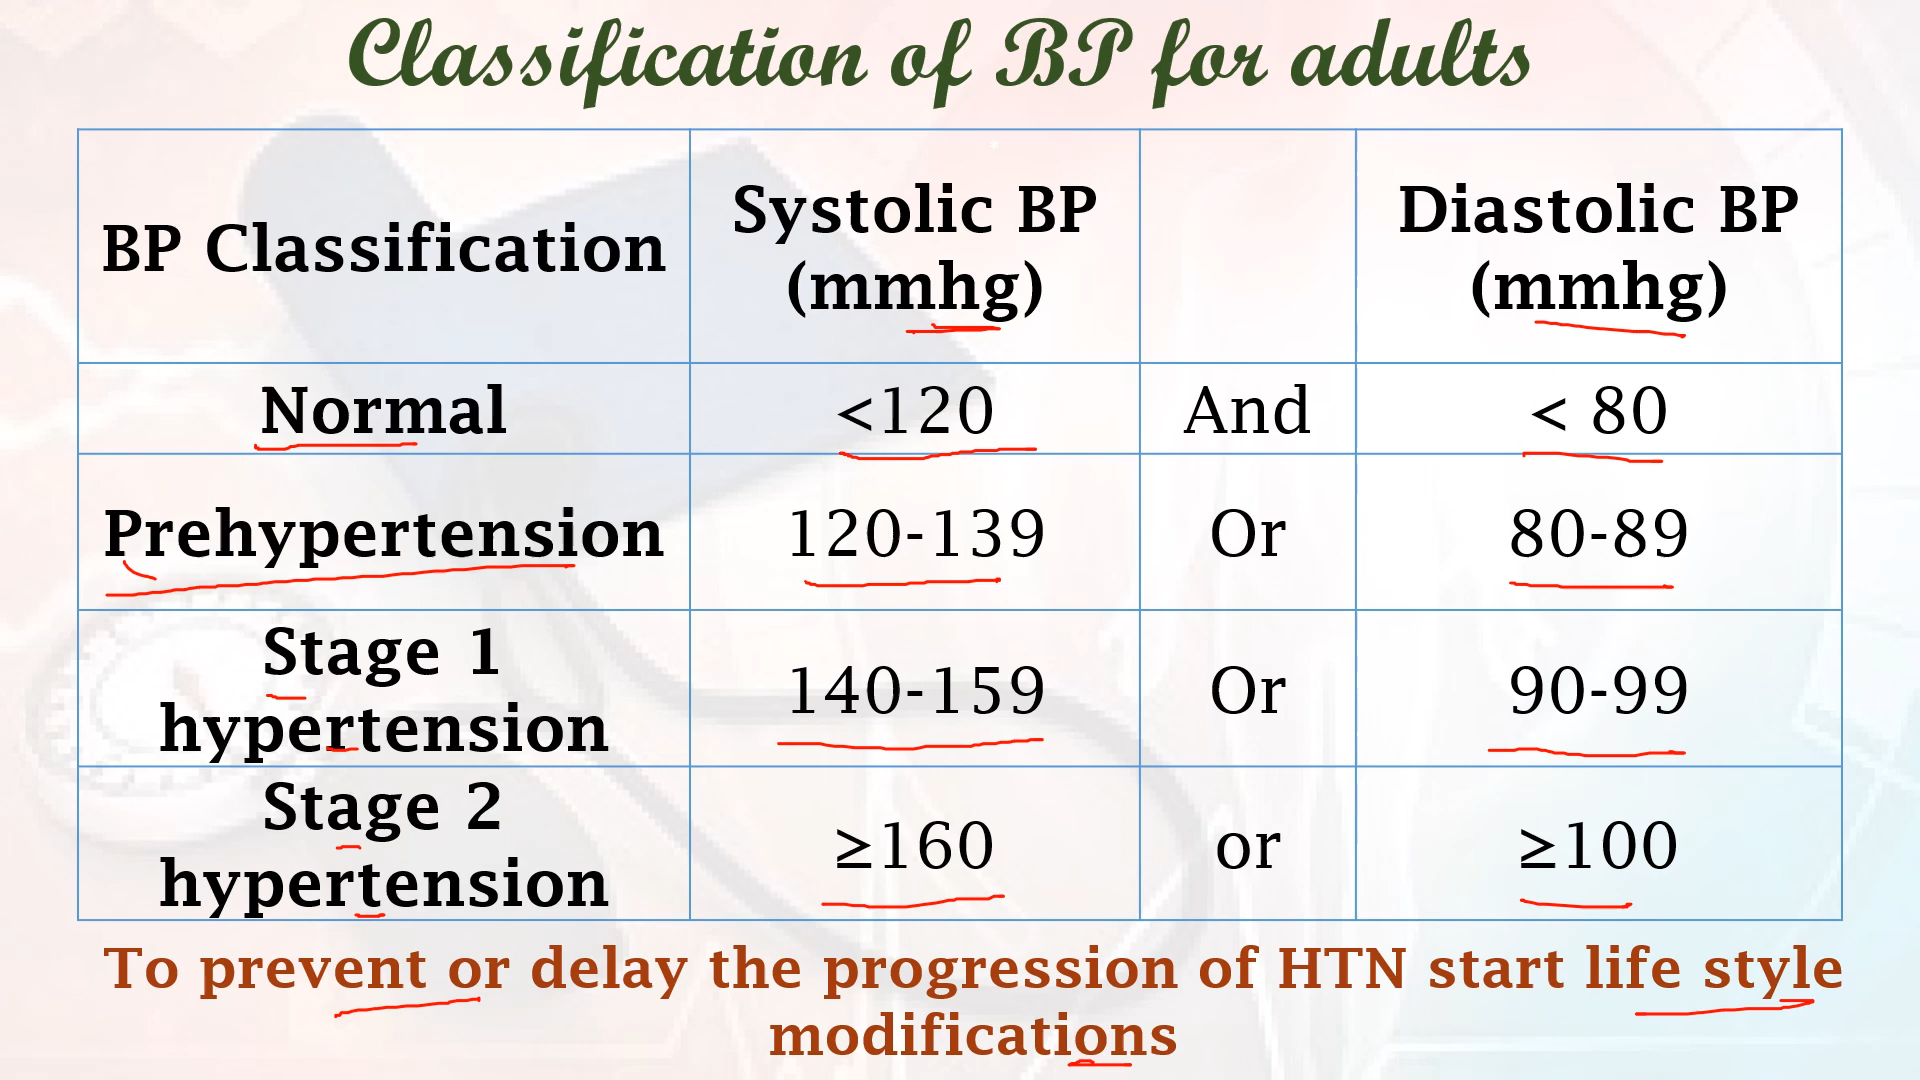 Classification of BP for adults
BP Classification
Systolic BP
(mmhg)
Diastolic BP
(mmhg)
Normal
<120
And
< 80
Prehypertension
120-139
Or
80-89
Stage 1
hypertension
140-159
Or
90-99
Stage 2
hypertension
≥160
or
≥100
To prevent or delay the progression of HTN start life style
modifications